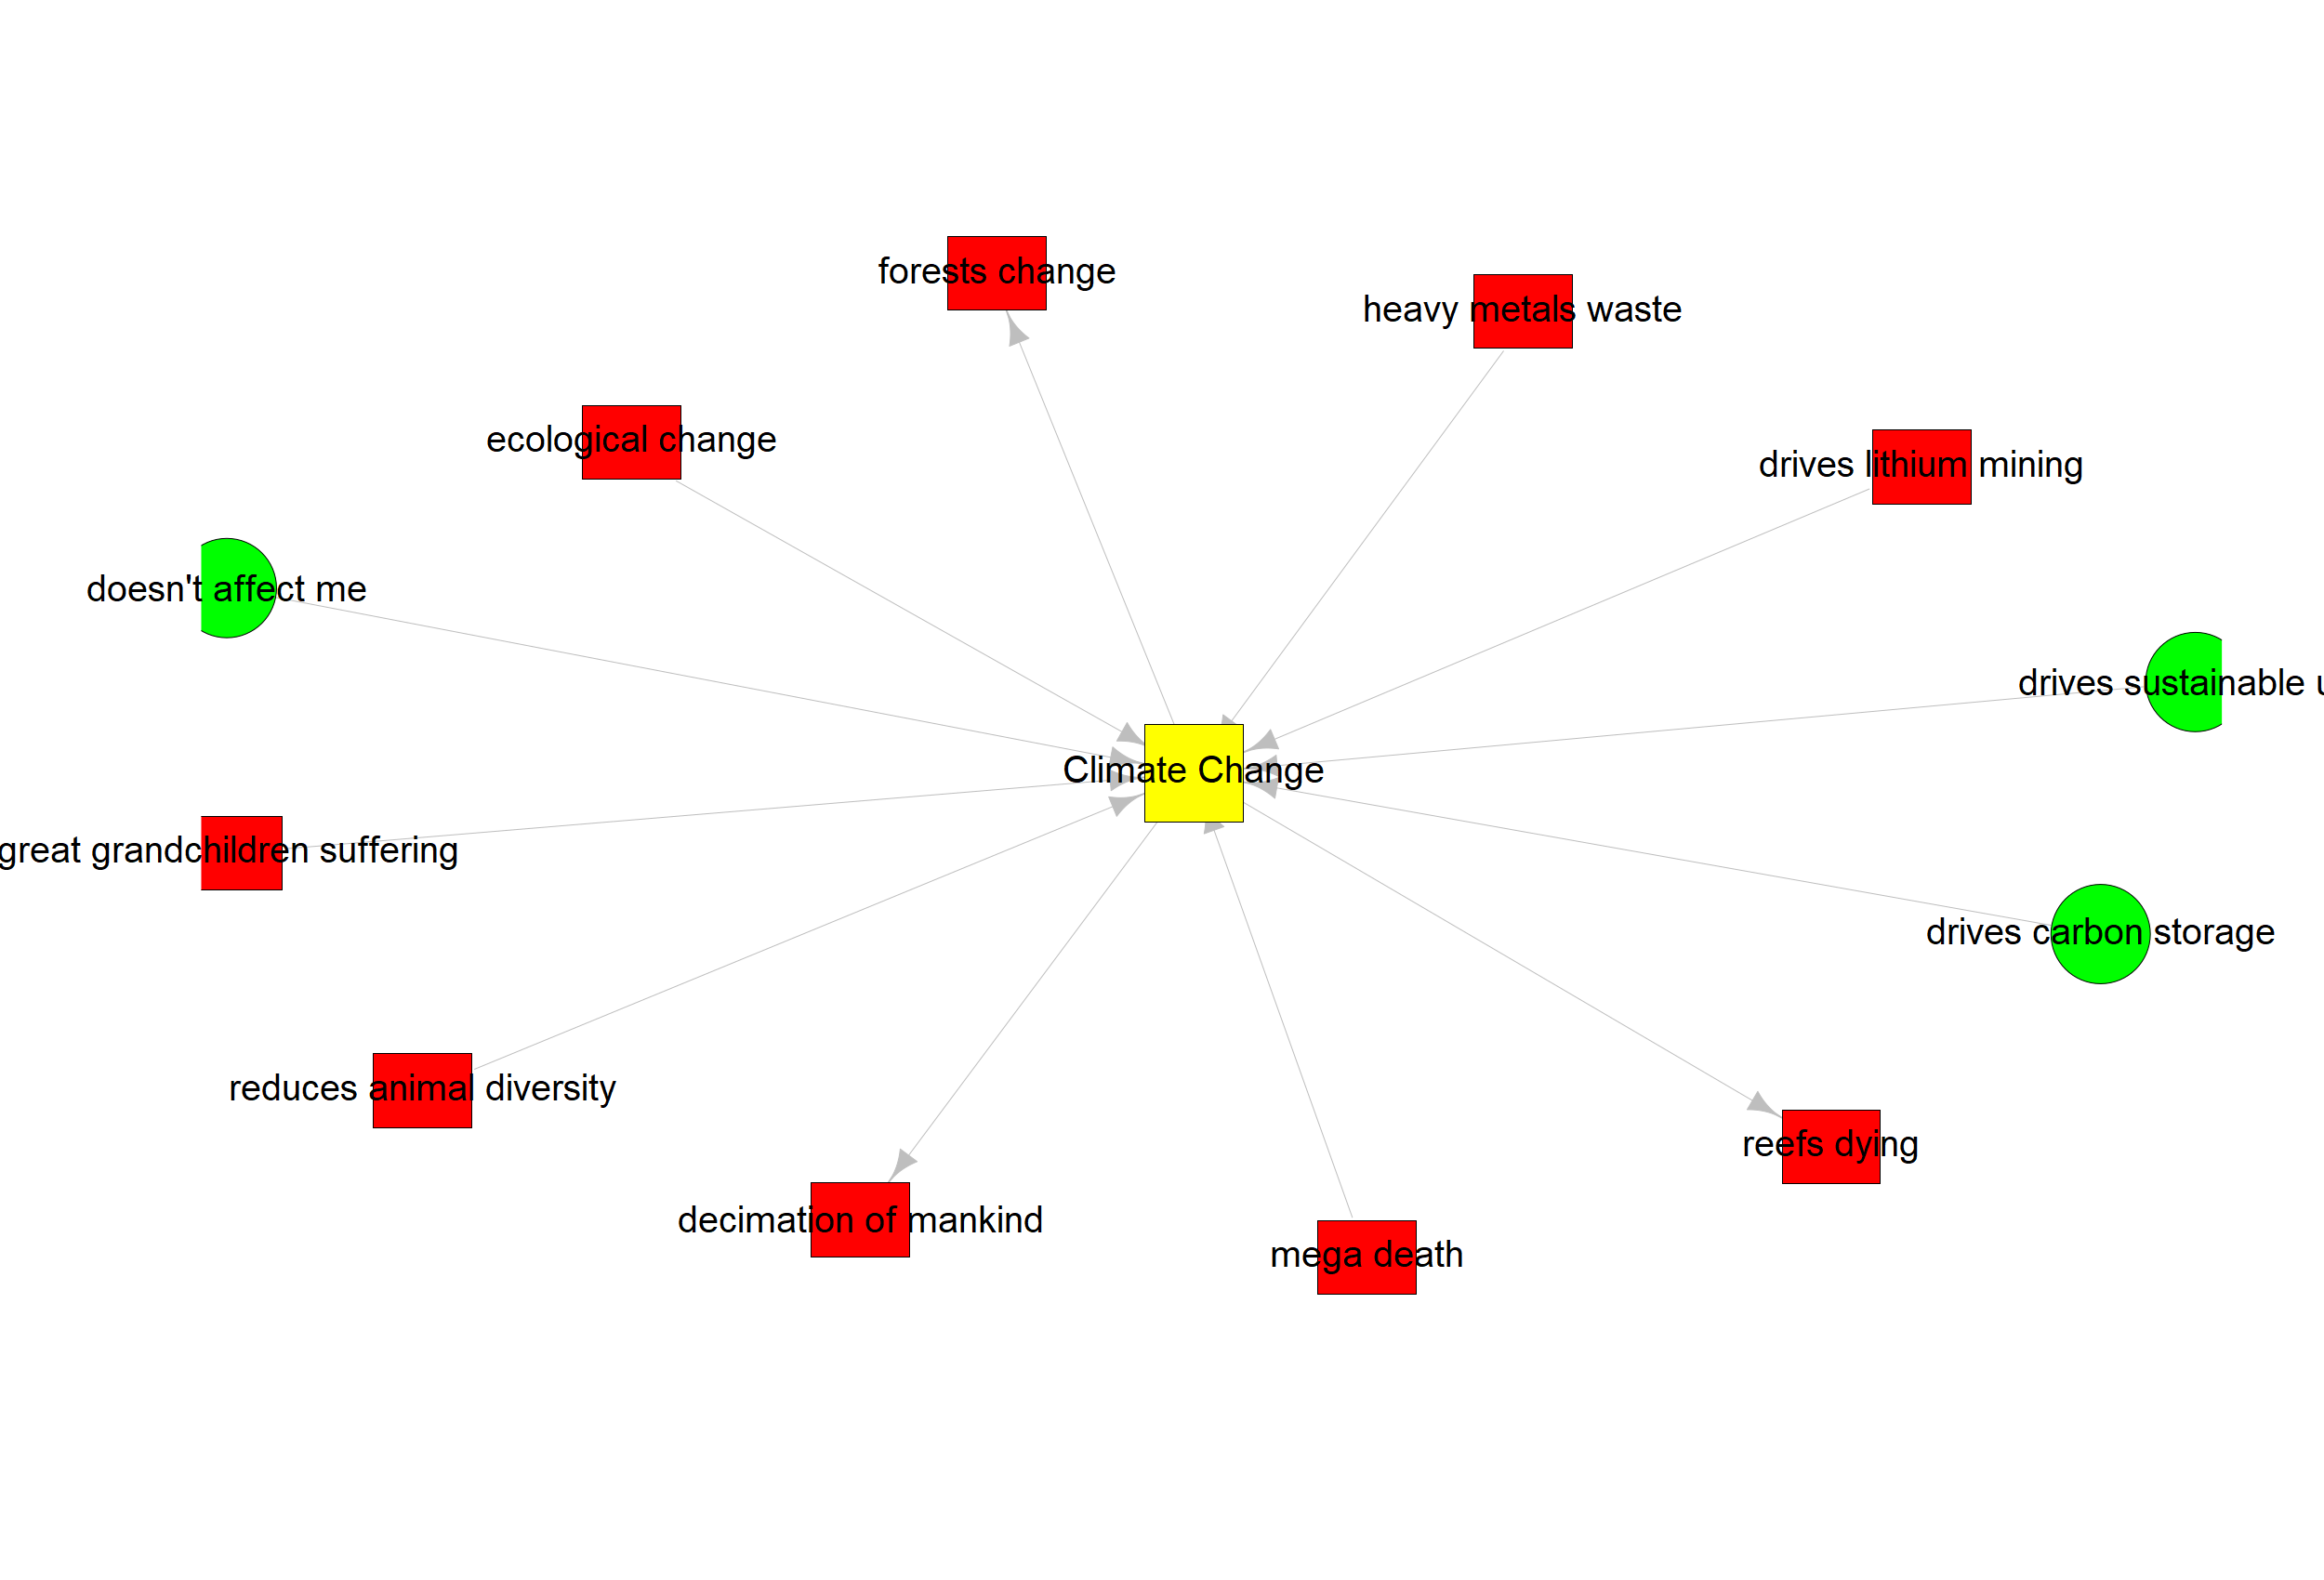 forests change
heavy metals waste
ecological change
drives lithium mining
doesn't affect me
drives sustainable
Climate Change
great grandchildren suffering
drives carbon storage
reduces animal diversity
reefs dying
decimation of mankind
mega death